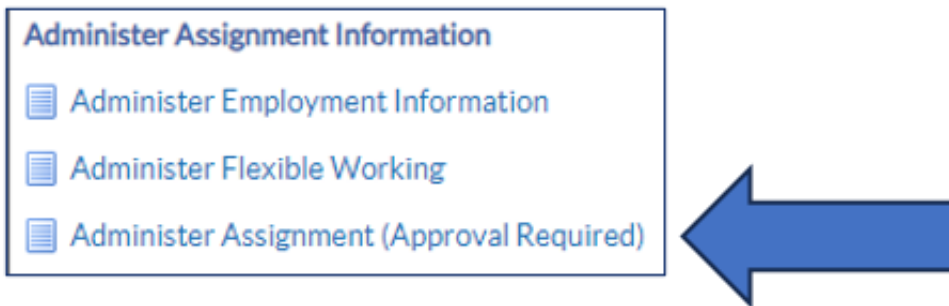 Administer Assignment Information
Administer Employment Information
Administer Flexible Working
Administer Assignment (Approval Required)